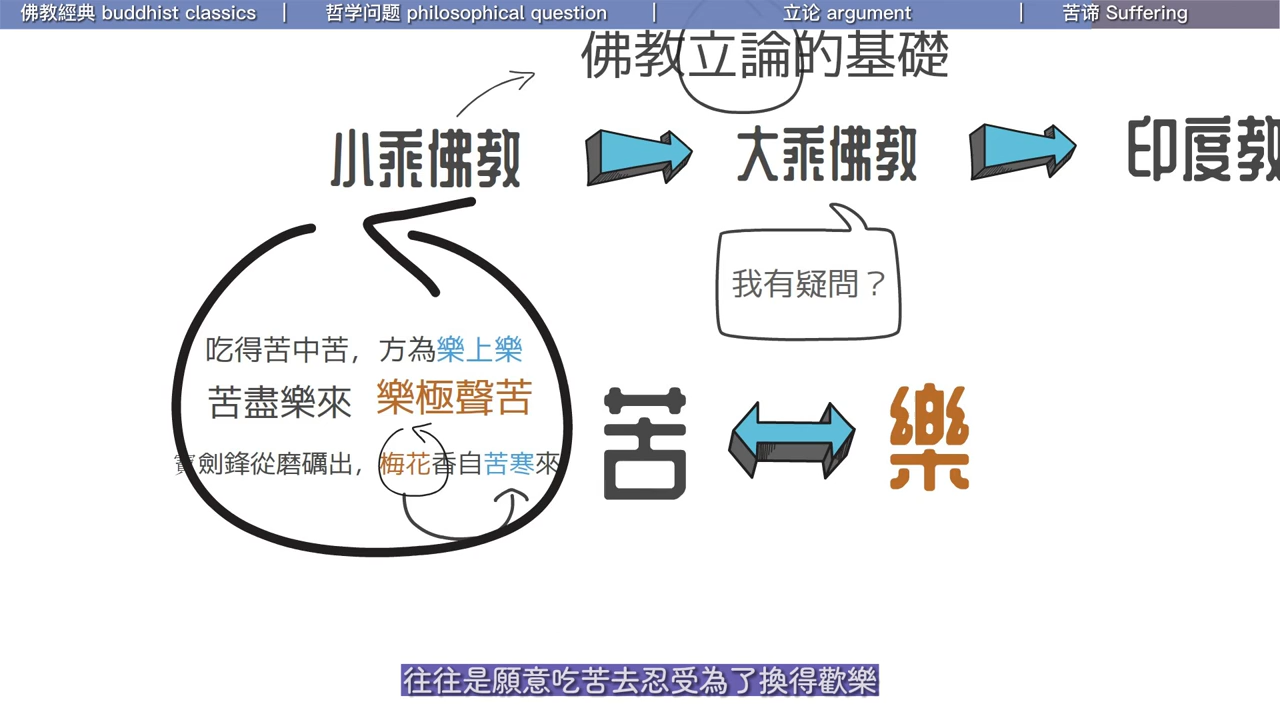 佛教經典 buddhist classics | 哲学问题 philosophical question | 立论 argument | 苦谛 Suffering
佛教立論的基礎
小乘佛教 大乘佛教 印度教
我有疑問？
吃得苦中苦，方為樂上樂
苦盡樂來 樂極聲苦
寶劍鋒從磨礪出，梅花香自苦寒來
苦 樂
往往是願意吃苦去忍受為了換得歡樂